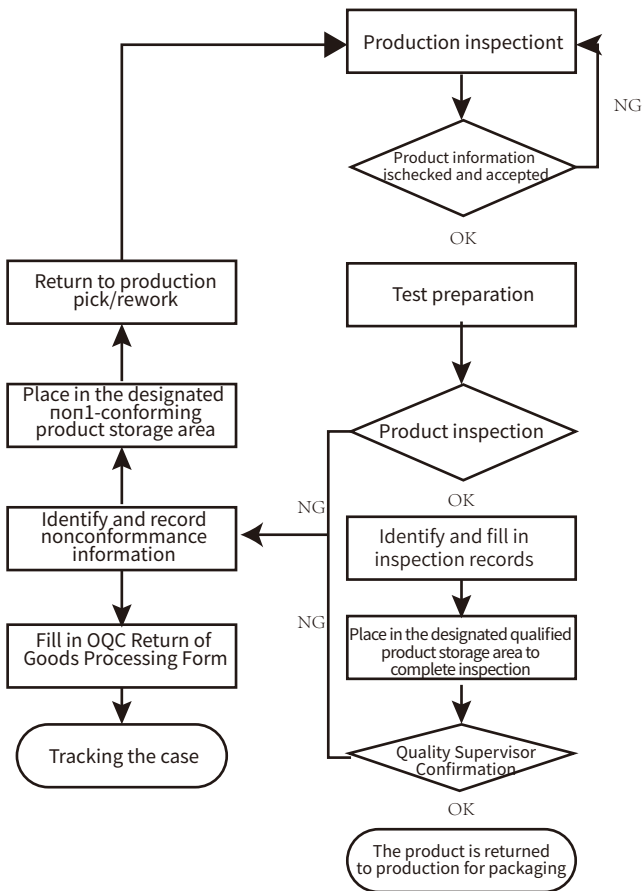 Production inspectiont
NG
Product information
ischecked and accepted
OK
Return to production
pick/rework
Test preparation
Place in the designated
пoп1-conforming
product storage area
Product inspection
NG
OK
Identify and record
nonconformmance
information
Identify and fill in
inspection records
NG
Fill in OQC Return of
Goods Processing Form
Place in the designated qualified
product storage area to
complete inspection
Tracking the case
Quality Supervisor
Confirmation
OK
The product is returned
to production for packaging